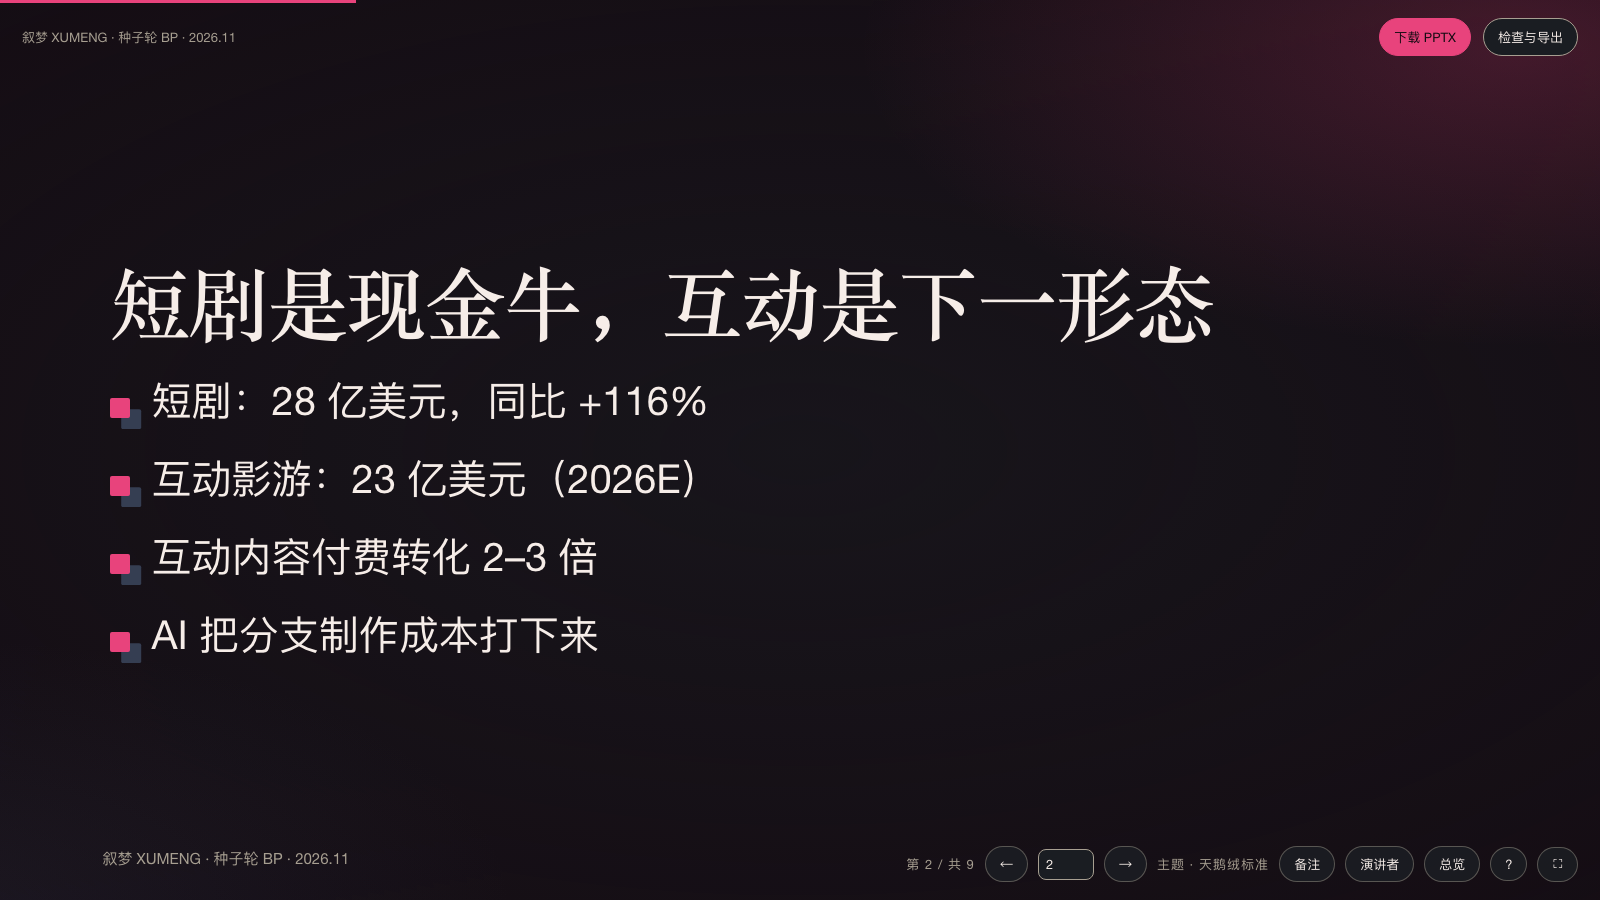 叙梦 XUMENG · 种子轮 BP · 2026.11
下载 PPTX
检查与导出
短剧是现金牛，互动是下一形态
短剧：28 亿美元，同比 +116%
互动影游：23 亿美元（2026E）
互动内容付费转化 2–3 倍
AI 把分支制作成本打下来
叙梦 XUMENG · 种子轮 BP · 2026.11
第 2 / 共 9
←
2
→
主题 · 天鹅绒标准
备注
演讲者
总览
?